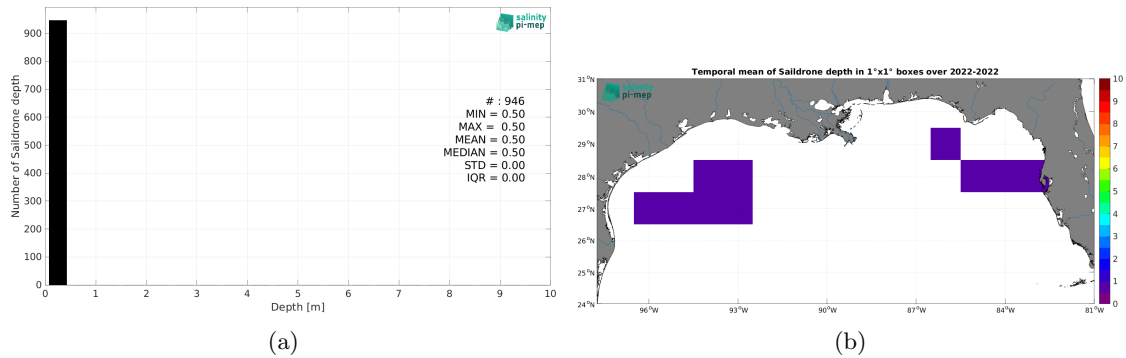 salinity
pi-mep
Number of Saildrone depth
900
800
700
600
500
400
300
200
100
0
# : 946
MIN = 0.50
MAX = 0.50
MEAN = 0.50
MEDIAN = 0.50
STD = 0.00
IQR = 0.00
0 1 2 3 4 5 6 7 8 9 10
Depth [m]
(a)
Temporal mean of Saildrone depth in 1°x1° boxes over 2022-2022
salinity
pi-mep
31°N
30°N
29°N
28°N
27°N
26°N
25°N
24°N
96°W 93°W 90°W 87°W 84°W 81°W
10
9
8
7
6
5
4
3
2
1
0
(b)